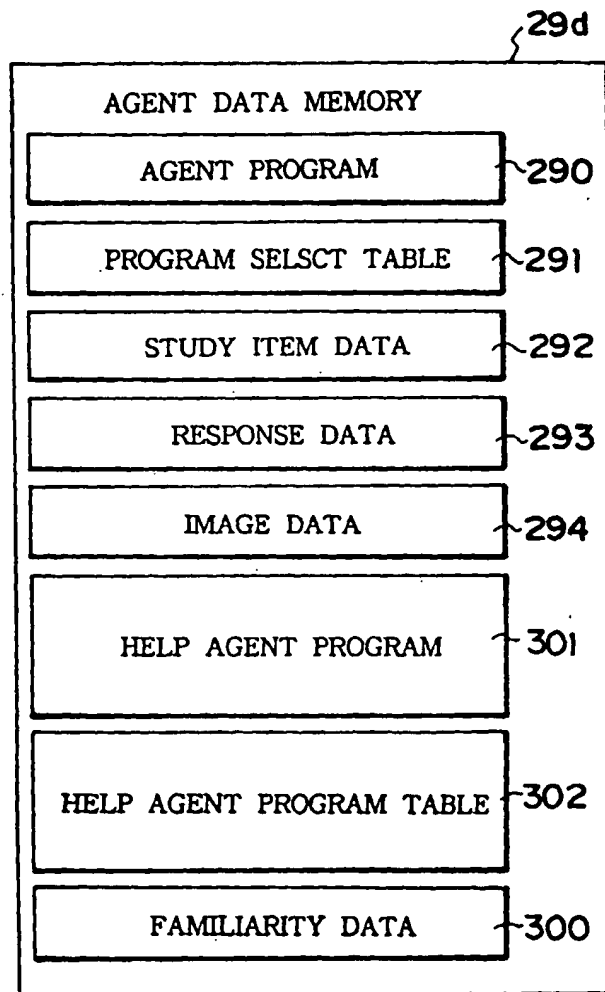 29d
AGENT DATA MEMORY
AGENT PROGRAM 290
PROGRAM SELSCT TABLE 291
STUDY ITEM DATA 292
RESPONSE DATA 293
IMAGE DATA 294
HELP AGENT PROGRAM 301
HELP AGENT PROGRAM TABLE 302
FAMILIARITY DATA 300